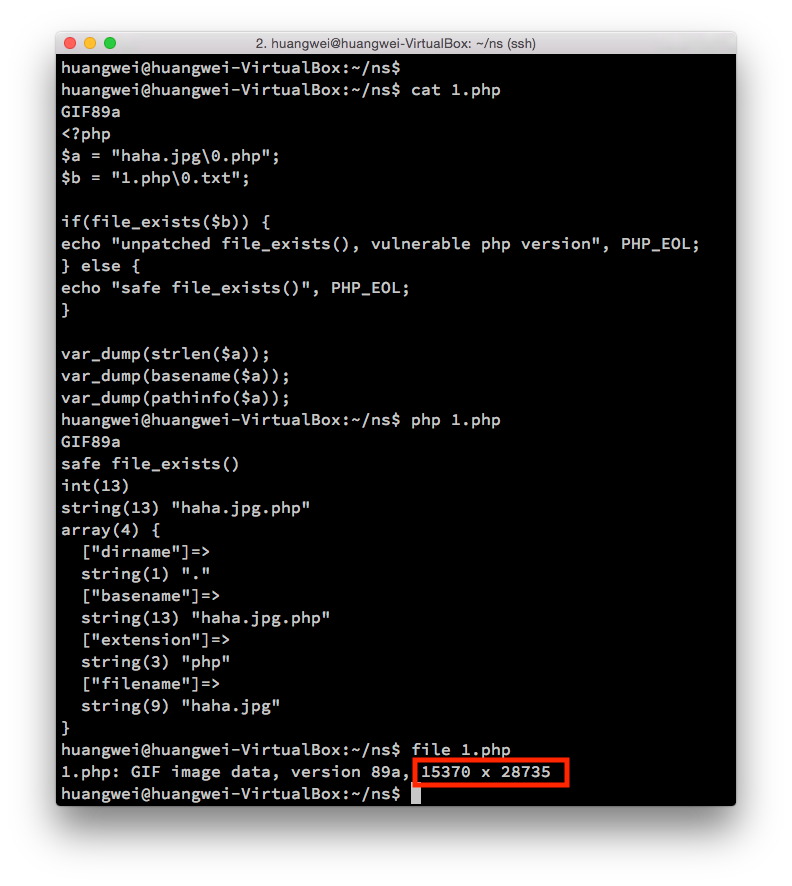 2. huangwei@huangwei-VirtualBox: ~/ns (ssh)
huangwei@huangwei-VirtualBox:~/ns$
huangwei@huangwei-VirtualBox:~/ns$ cat 1.php
GIF89a
<?php
$a = "haha.jpg\0.php";
$b = "1.php\0.txt";

if(file_exists($b)) {
echo "unpatched file_exists(), vulnerable php version", PHP_EOL;
} else {
echo "safe file_exists()", PHP_EOL;
}

var_dump(strlen($a));
var_dump(basename($a));
var_dump(pathinfo($a));
huangwei@huangwei-VirtualBox:~/ns$ php 1.php
GIF89a
safe file_exists()
int(13)
string(13) "haha.jpg.php"
array(4) {
  ["dirname"]=>
  string(1) "."
  ["basename"]=>
  string(13) "haha.jpg.php"
  ["extension"]=>
  string(3) "php"
  ["filename"]=>
  string(9) "haha.jpg"
}
huangwei@huangwei-VirtualBox:~/ns$ file 1.php
1.php: GIF image data, version 89a, 15370 x 28735
huangwei@huangwei-VirtualBox:~/ns$